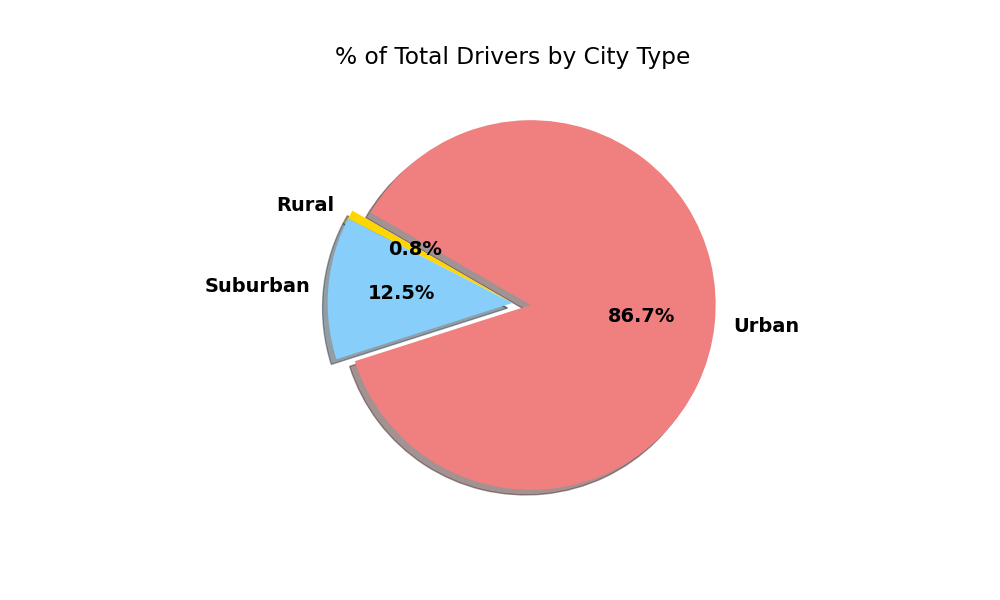 % of Total Drivers by City Type
Rural
0.8%
Suburban
12.5%
86.7%
Urban